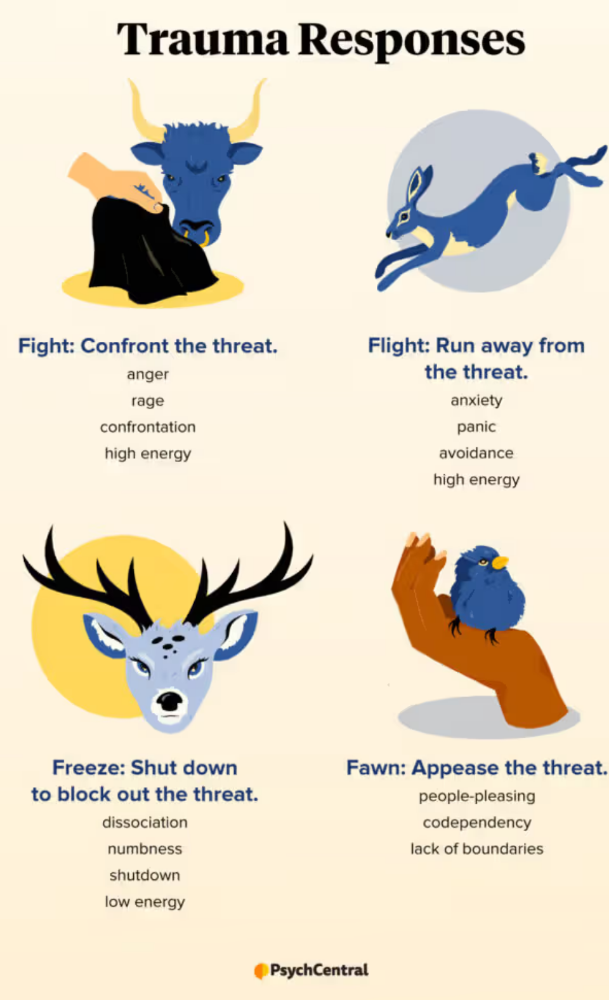 Trauma Responses
Fight: Confront the threat.
anger
rage
confrontation
high energy
Flight: Run away from
the threat.
anxiety
panic
avoidance
high energy
Freeze: Shut down
to block out the threat.
dissociation
numbness
shutdown
low energy
Fawn: Appease the threat.
people-pleasing
codependency
lack of boundaries
PsychCentral